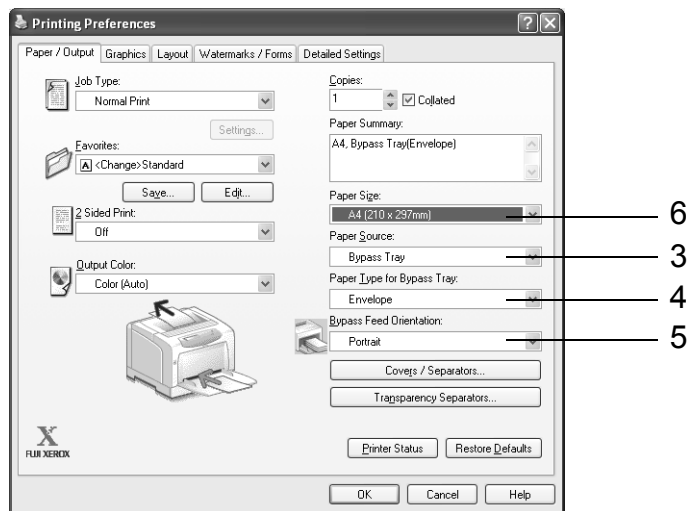 Printing Preferences
Paper / Output Graphics Layout Watermarks / Forms Detailed Settings
Job Type:
Normal Print
Settings...
Favorites:
A <Change>Standard
Save... Edit...
2 Sided Print:
Off
Output Color:
Color (Auto)
Copies:
1 Collated
Paper Summary:
A4, Bypass Tray(Envelope)
Paper Size:
A4 (210 x 297mm) 6
Paper Source:
Bypass Tray 3
Paper Type for Bypass Tray:
Envelope 4
Bypass Feed Orientation:
Portrait 5
Covers / Separators...
Transparency Separators...
X
FUJI XEROX
Printer Status Restore Defaults
OK Cancel Help